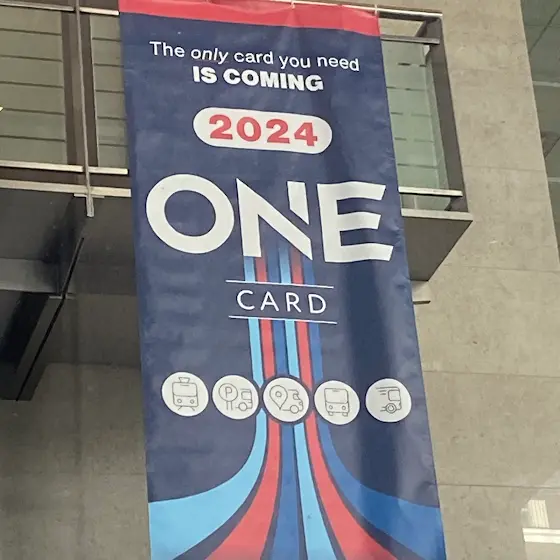 The only card you need
IS COMING
2024
ONE
CARD
P